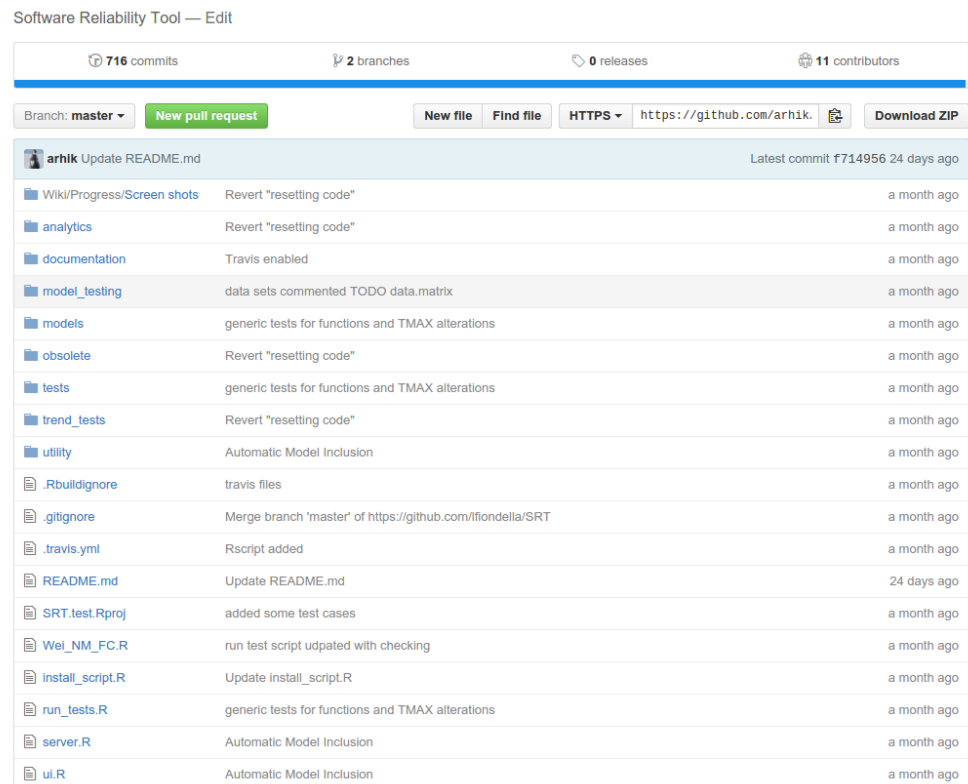 Software Reliability Tool — Edit
716 commits 2 branches 0 releases 11 contributors
Branch: master New pull request New file Find file HTTPS https://github.com/arhik. Download ZIP
arhik Update README.md Latest commit f714956 24 days ago
Wiki/Progress/Screen shots Revert "resetting code" a month ago
analytics Revert "resetting code" a month ago
documentation Travis enabled a month ago
model_testing data sets commented TODO data.matrix a month ago
models generic tests for functions and TMAX alterations a month ago
obsolete Revert "resetting code" a month ago
tests generic tests for functions and TMAX alterations a month ago
trend_tests Revert "resetting code" a month ago
utility Automatic Model Inclusion a month ago
.Rbuildignore travis files a month ago
.gitignore Merge branch 'master' of https://github.com/lfiondella/SRT a month ago
.travis.yml Rscript added a month ago
README.md Update README.md 24 days ago
SRT.test.Rproj added some test cases a month ago
Wei_NM_FC.R run test script udpated with checking a month ago
install_script.R Update install_script.R a month ago
run_tests.R generic tests for functions and TMAX alterations a month ago
server.R Automatic Model Inclusion a month ago
ui.R Automatic Model Inclusion a month ago